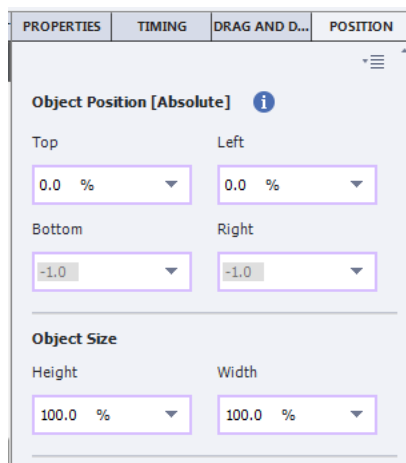 PROPERTIES TIMING DRAG AND D... POSITION
Object Position [Absolute] i
Top Left
0.0 % 0.0 %
Bottom Right
-1.0 -1.0
Object Size
Height Width
100.0 % 100.0 %